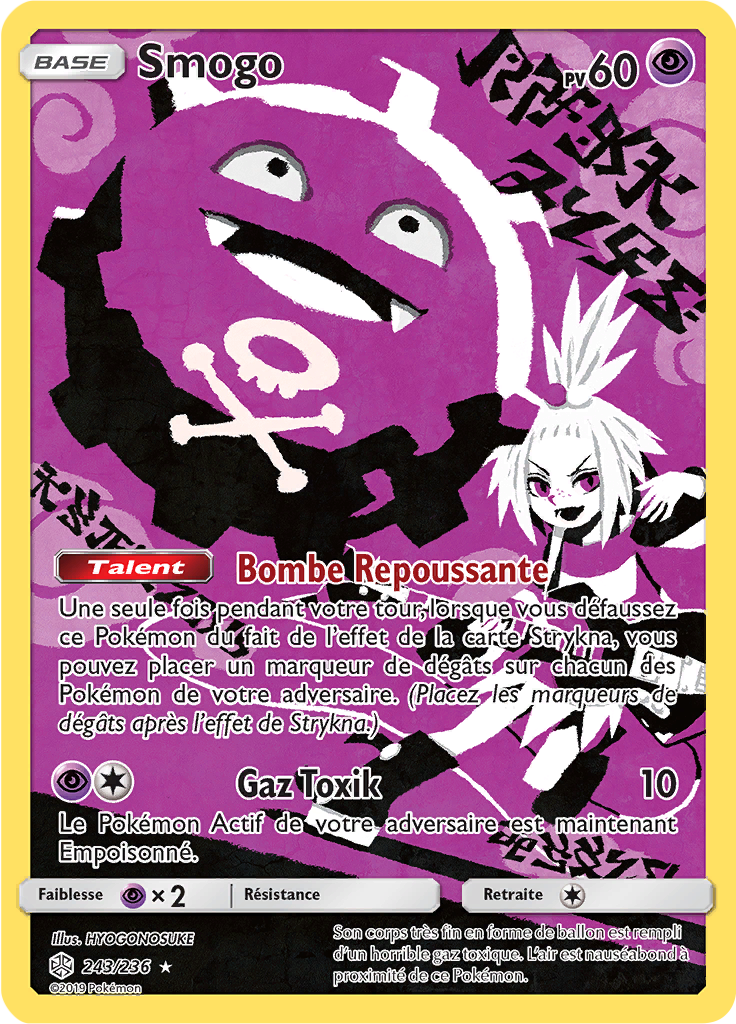 BASE Smogo PV60
Talent Bombe Repoussante
Une seule fois pendant votre tour, lorsque vous défaussez
ce Pokémon du fait de l'effet de la carte Strykna, vous
pouvez placer un marqueur de dégâts sur chacun des
Pokémon de votre adversaire. (Placez les marqueurs de
dégâts après l'effet de Strykna.)
Gaz Toxik 10
Le Pokémon Actif de votre adversaire est maintenant
Empoisonné.
Faiblesse ×2 Résistance Retraite
Illus. HYOGONOSUKE
243/236
©2019 Pokémon
Son corps très fin en forme de ballon est rempli
d'un horrible gaz toxique. L'air est nauséabond à
proximité de ce Pokémon.